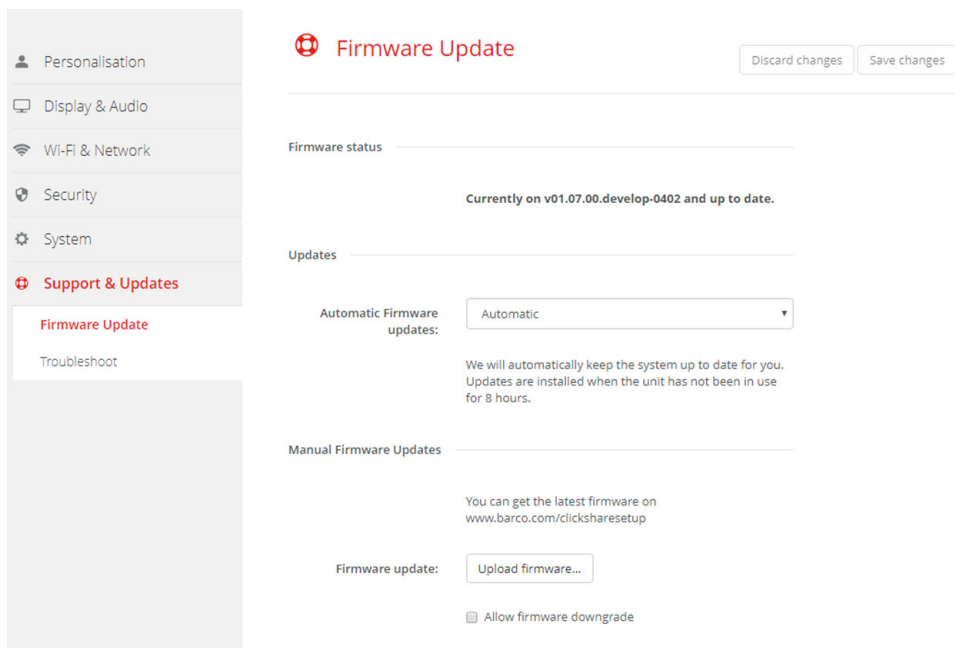 Personalisation
Display & Audio
Wi-Fi & Network
Security
System
Support & Updates
Firmware Update
Troubleshoot
Firmware Update
Discard changes
Save changes
Firmware status
Currently on v01.07.00.develop-0402 and up to date.
Updates
Automatic Firmware
updates:
Automatic
We will automatically keep the system up to date for you.
Updates are installed when the unit has not been in use
for 8 hours.
Manual Firmware Updates
You can get the latest firmware on
www.barco.com/clicksharesetup
Firmware update:
Upload firmware...
Allow firmware downgrade